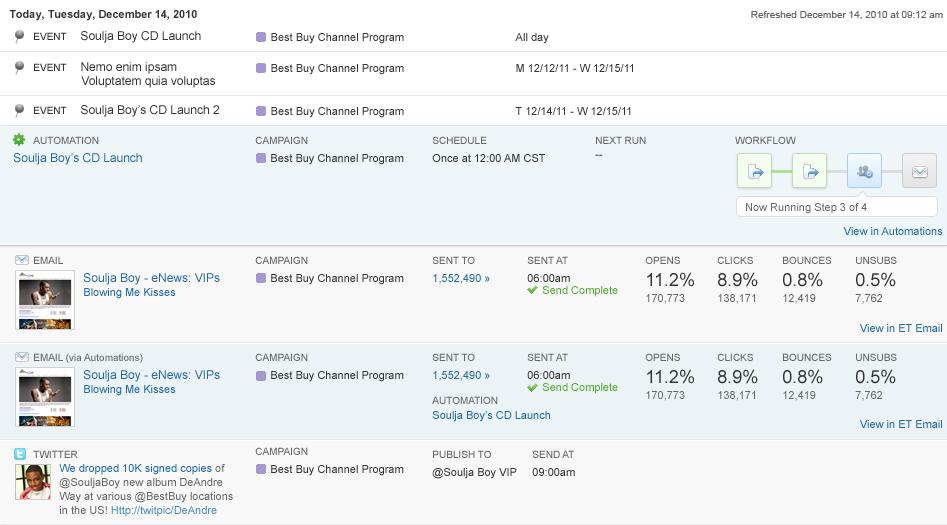 Today, Tuesday, December 14, 2010 Refreshed December 14, 2010 at 09:12 am
EVENT Soulja Boy CD Launch Best Buy Channel Program All day
EVENT Nemo enim ipsam Best Buy Channel Program M 12/12/11 - W 12/15/11
Voluptatem quia voluptas
EVENT Soulja Boy's CD Launch 2 Best Buy Channel Program T 12/14/11 - W 12/15/11
AUTOMATION CAMPAIGN SCHEDULE NEXT RUN WORKFLOW
Soulja Boy's CD Launch Best Buy Channel Program Once at 12:00 AM CST --
Now Running Step 3 of 4
View in Automations
EMAIL CAMPAIGN SENT TO SENT AT OPENS CLICKS BOUNCES UNSUBS
Soulja Boy - eNews: VIPs Best Buy Channel Program 1,552,490 » 06:00am 11.2% 8.9% 0.8% 0.5%
Blowing Me Kisses Send Complete 170,773 138,171 12,419 7,762
View in ET Email
EMAIL (via Automations) CAMPAIGN SENT TO SENT AT OPENS CLICKS BOUNCES UNSUBS
Soulja Boy - eNews: VIPs Best Buy Channel Program 1,552,490 » 06:00am 11.2% 8.9% 0.8% 0.5%
Blowing Me Kisses Send Complete 170,773 138,171 12,419 7,762
AUTOMATION
Soulja Boy's CD Launch
View in ET Email
TWITTER CAMPAIGN PUBLISH TO SEND AT
We dropped 10K signed copies of Best Buy Channel Program @Soulja Boy VIP 09:00am
@SouljaBoy new album DeAndre
Way at various @BestBuy locations
in the US! Http://twitpic/DeAndre